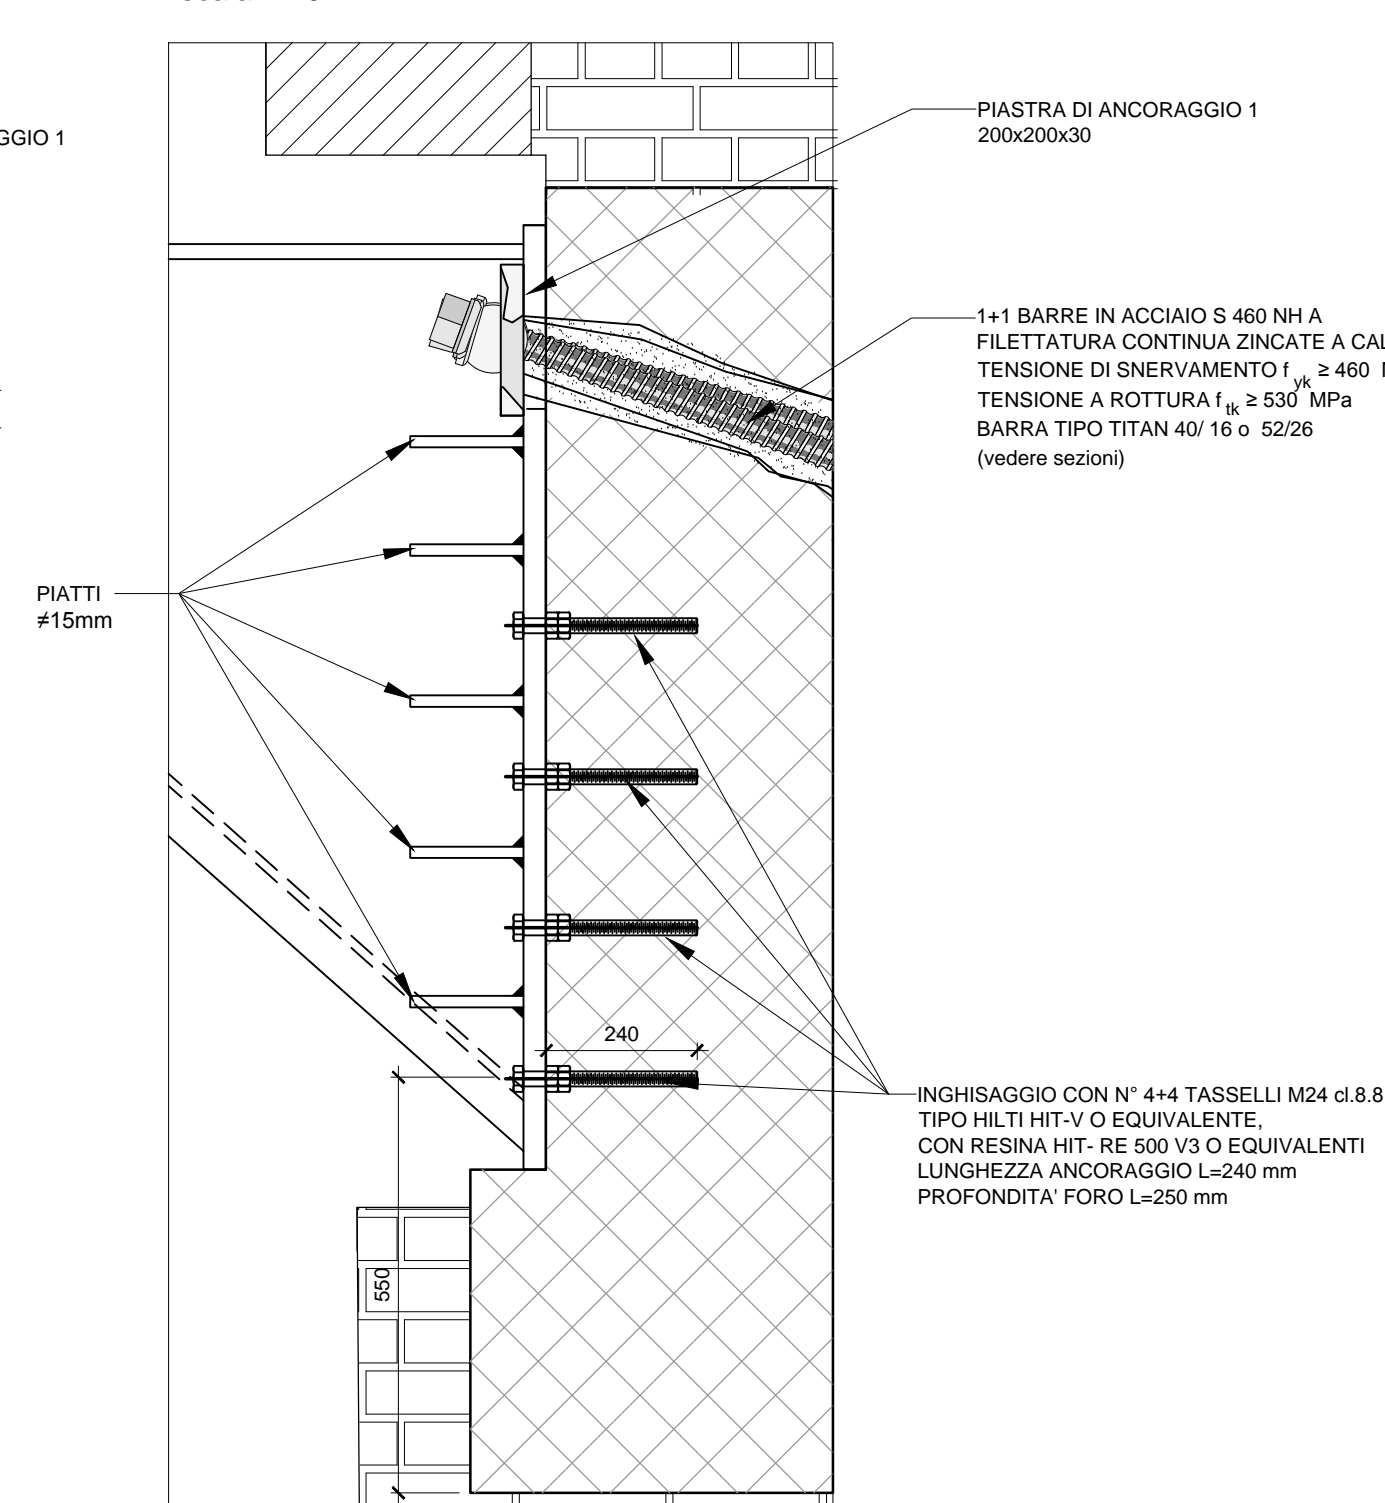 GGIO 1
PIASTRA DI ANCORAGGIO 1
200x200x30
1+1 BARRE IN ACCIAIO S 460 NH A
FILETTATURA CONTINUA ZINCATE A CAL
TENSIONE DI SNERVAMENTO f yk ≥ 460
TENSIONE A ROTTURA f tk ≥ 530 MPa
BARRA TIPO TITAN 40/ 16 o 52/26
(vedere sezioni)
PIATTI
≠15mm
240
550
INGHISAGGIO CON N° 4+4 TASSELLI M24 cl.8.8
TIPO HILTI HIT-V O EQUIVALENTE,
CON RESINA HIT- RE 500 V3 O EQUIVALENTI
LUNGHEZZA ANCORAGGIO L=240 mm
PROFONDITA' FORO L=250 mm